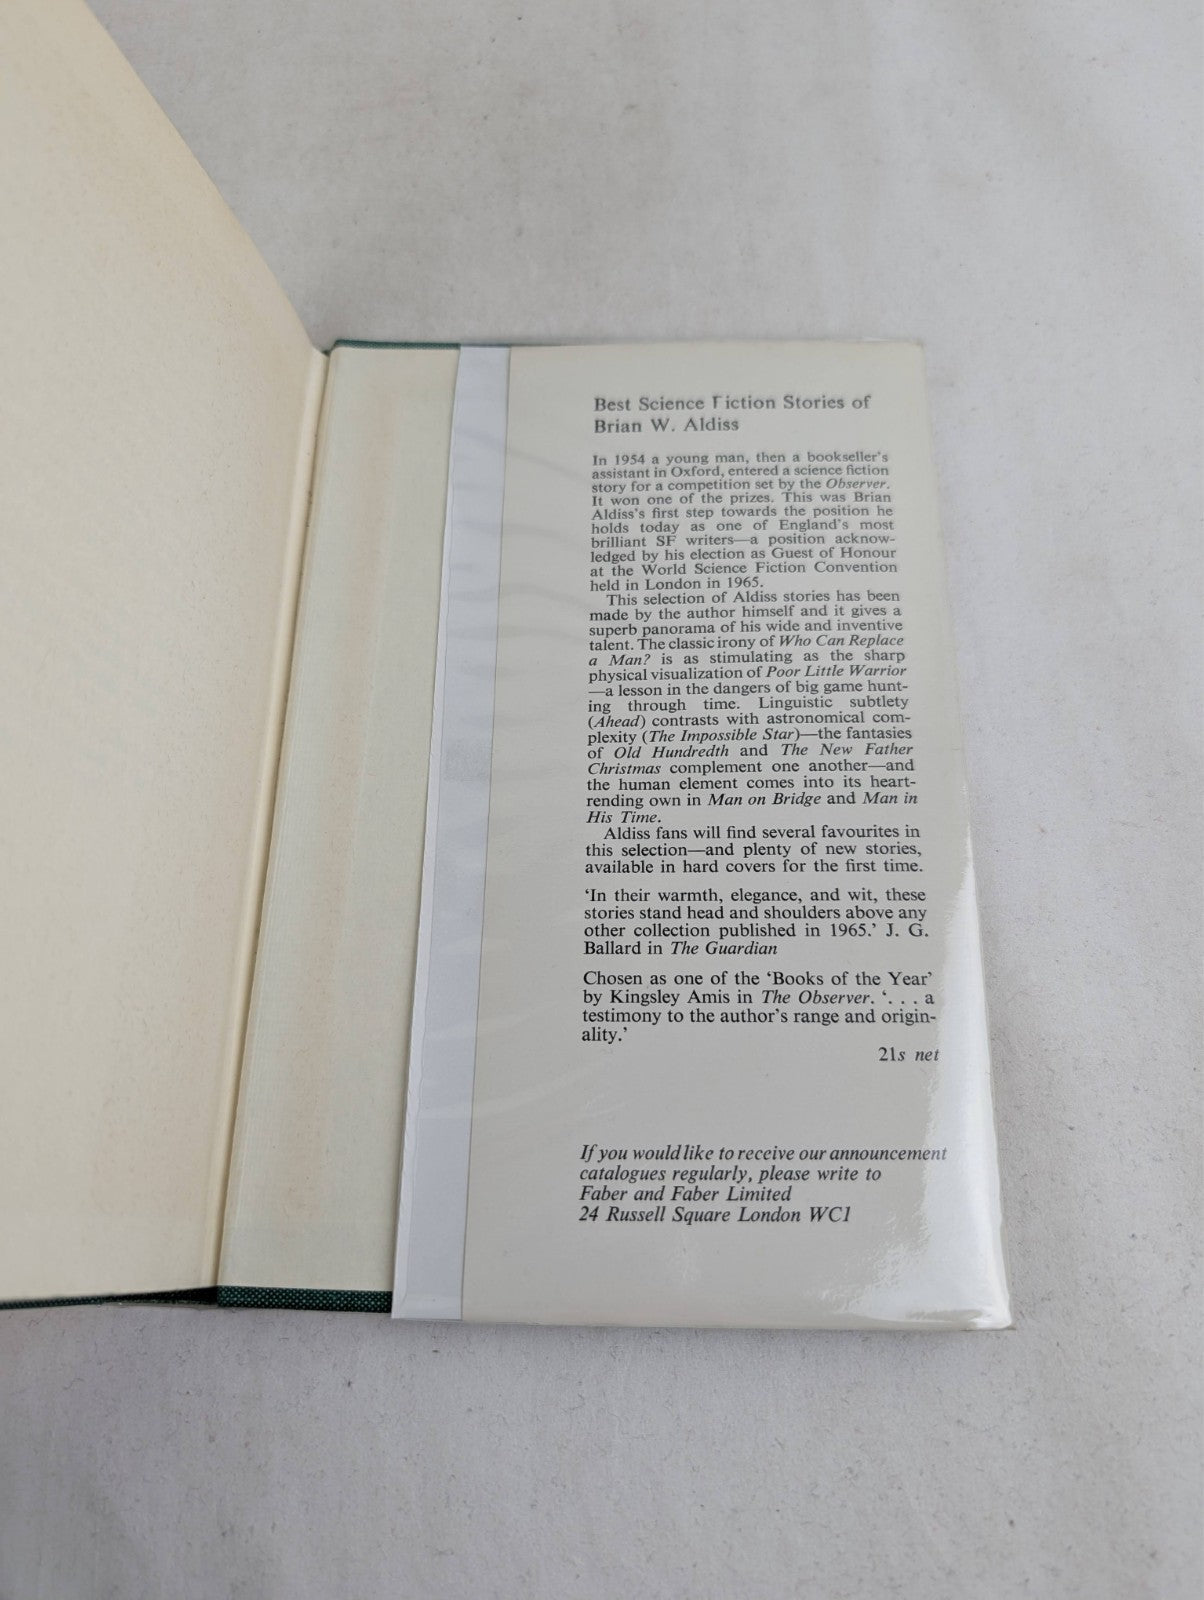 Best Science Fiction Stories of
Brian W. Aldiss
In 1954 a young man, then a bookseller's
assistant in Oxford, entered a science fiction
story for a competition set by the Observer.
It won one of the prizes. This was Brian
Aldiss's first step towards the position he
holds today as one of England's most
brilliant SF writers—a position acknow-
ledged by his election as Guest of Honour
at the World Science Fiction Convention
held in London in 1965.
This selection of Aldiss stories has been
made by the author himself and it gives a
superb panorama of his wide and inventive
talent. The classic irony of Who Can Replace
a Man? is as stimulating as the sharp
physical visualization of Poor Little Warrior
—a lesson in the dangers of big game hunt-
ing through time. Linguistic subtlety
(Ahead) contrasts with astronomical com-
plexity (The Impossible Star)—the fantasies
of Old Hundredth and The New Father
Christmas complement one another—and
the human element comes into its heart-
rending own in Man on Bridge and Man in
His Time.
Aldiss fans will find several favourites in
this selection—and plenty of new stories,
available in hard covers for the first time.
'In their warmth, elegance, and wit, these
stories stand head and shoulders above any
other collection published in 1965.' J. G.
Ballard in The Guardian
Chosen as one of the 'Books of the Year'
by Kingsley Amis in The Observer. '. . . a
testimony to the author's range and origin-
ality.'
21s net
If you would like to receive our announcement
catalogues regularly, please write to
Faber and Faber Limited
24 Russell Square London WC1